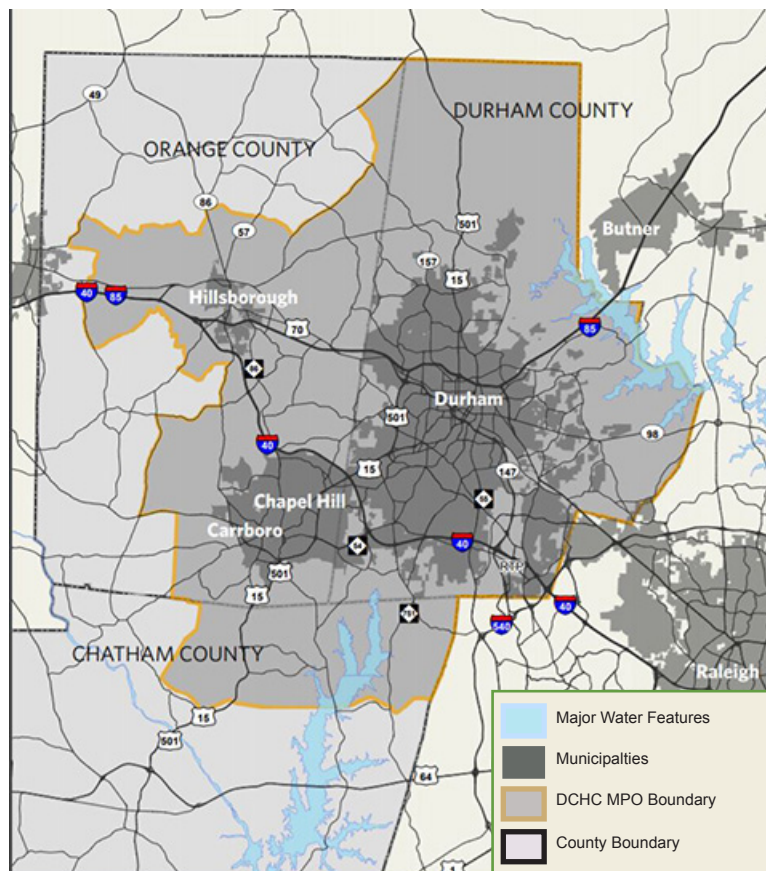 49
ORANGE COUNTY
DURHAM COUNTY
86
57
501
Butner
157
15
40
85
Hillsborough
70
85
86
Durham
501
98
40
15
147
Chapel Hill
55
Carrboro
54
40
RTP
501
15
751
40
540
CHATHAM COUNTY
Raleigh
15
501
64
1
Major Water Features
Municipalties
DCHC MPO Boundary
County Boundary